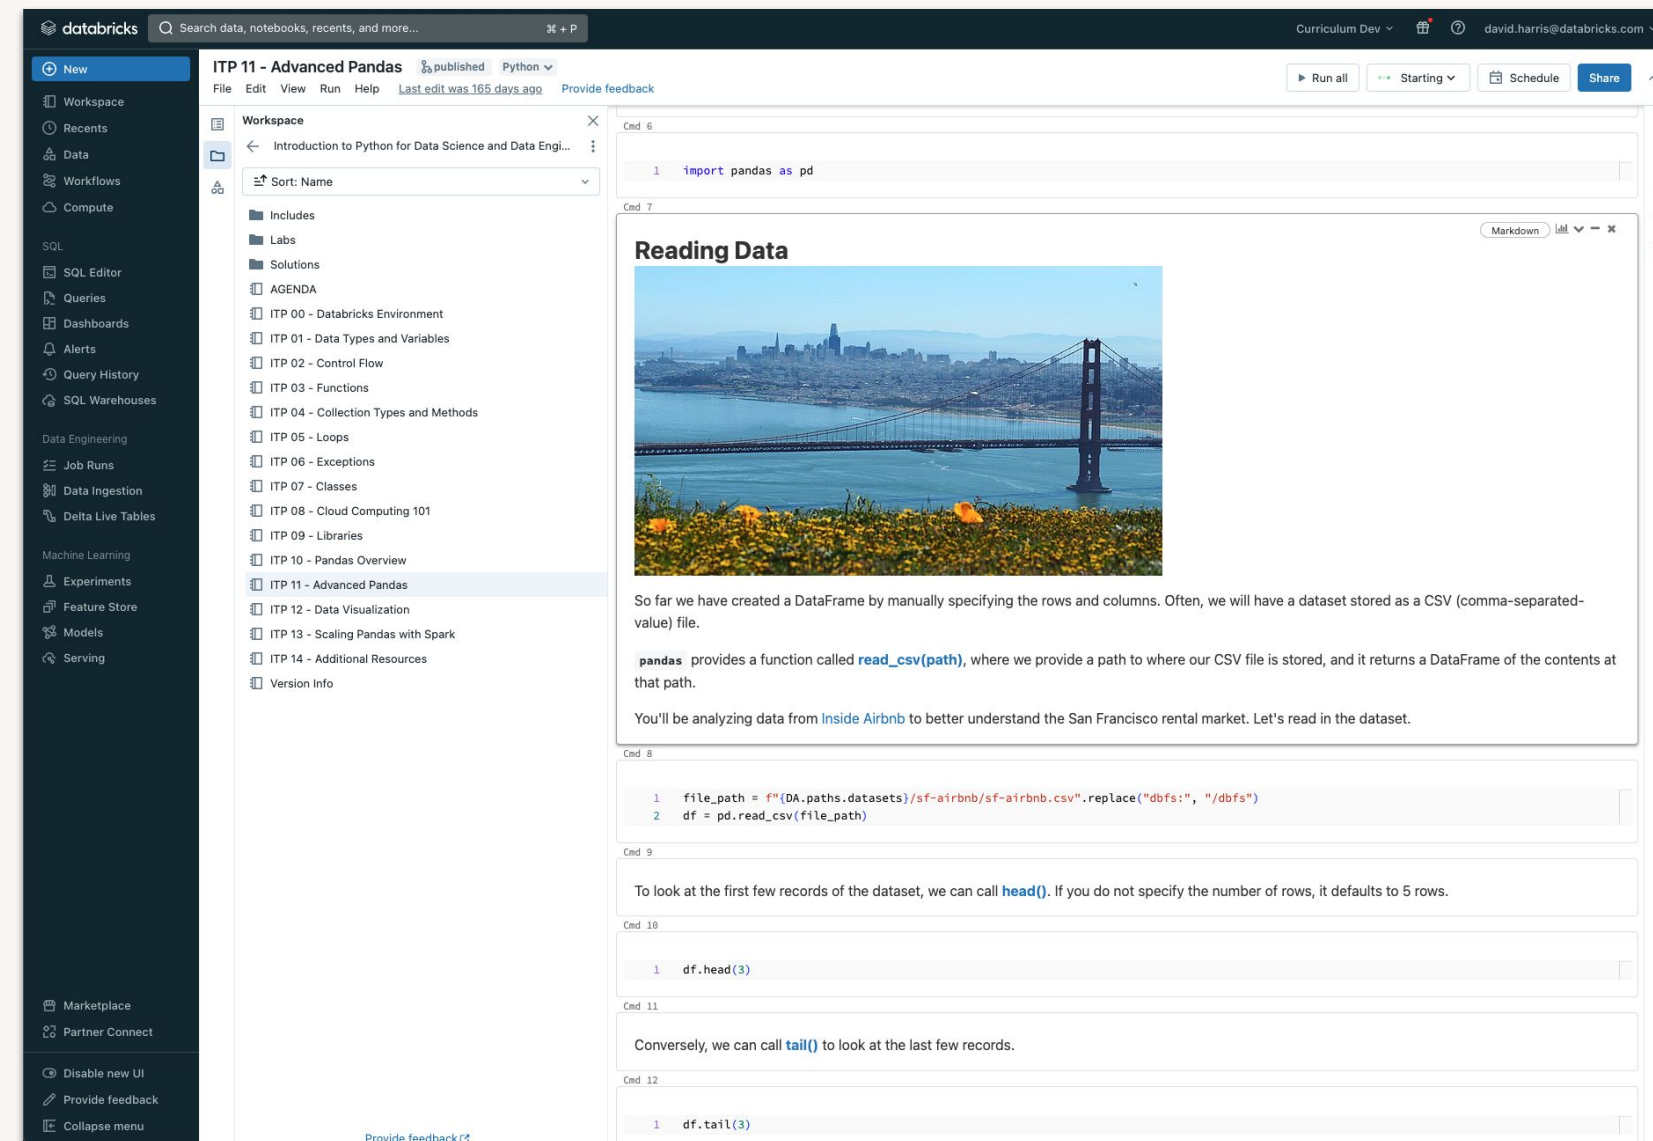 databricks
Search data, notebooks, recents, and more...
⌘ + P
Curriculum Dev
david.harris@databricks.com
New
Workspace
Recents
Data
Workflows
Compute
SQL
SQL Editor
Queries
Dashboards
Alerts
Query History
SQL Warehouses
Data Engineering
Job Runs
Data Ingestion
Delta Live Tables
Machine Learning
Experiments
Feature Store
Models
Serving
Marketplace
Partner Connect
Disable new UI
Provide feedback
Collapse menu
ITP 11 - Advanced Pandas published Python
File Edit View Run Help Last edit was 165 days ago Provide feedback
Run all Starting Schedule Share
Workspace
Introduction to Python for Data Science and Data Engi...
Sort: Name
Includes
Labs
Solutions
AGENDA
ITP 00 - Databricks Environment
ITP 01 - Data Types and Variables
ITP 02 - Control Flow
ITP 03 - Functions
ITP 04 - Collection Types and Methods
ITP 05 - Loops
ITP 06 - Exceptions
ITP 07 - Classes
ITP 08 - Cloud Computing 101
ITP 09 - Libraries
ITP 10 - Pandas Overview
ITP 11 - Advanced Pandas
ITP 12 - Data Visualization
ITP 13 - Scaling Pandas with Spark
ITP 14 - Additional Resources
Version Info
Provide feedback
Cmd 6
1 import pandas as pd
Cmd 7
Markdown
Reading Data
So far we have created a DataFrame by manually specifying the rows and columns. Often, we will have a dataset stored as a CSV (comma-separated-
value) file.
pandas provides a function called read_csv(path), where we provide a path to where our CSV file is stored, and it returns a DataFrame of the contents at
that path.
You'll be analyzing data from Inside Airbnb to better understand the San Francisco rental market. Let's read in the dataset.
Cmd 8
1 file_path = f"{DA.paths.datasets}/sf-airbnb/sf-airbnb.csv".replace("dbfs:", "/dbfs")
2 df = pd.read_csv(file_path)
Cmd 9
To look at the first few records of the dataset, we can call head(). If you do not specify the number of rows, it defaults to 5 rows.
Cmd 10
1 df.head(3)
Cmd 11
Conversely, we can call tail() to look at the last few records.
Cmd 12
1 df.tail(3)